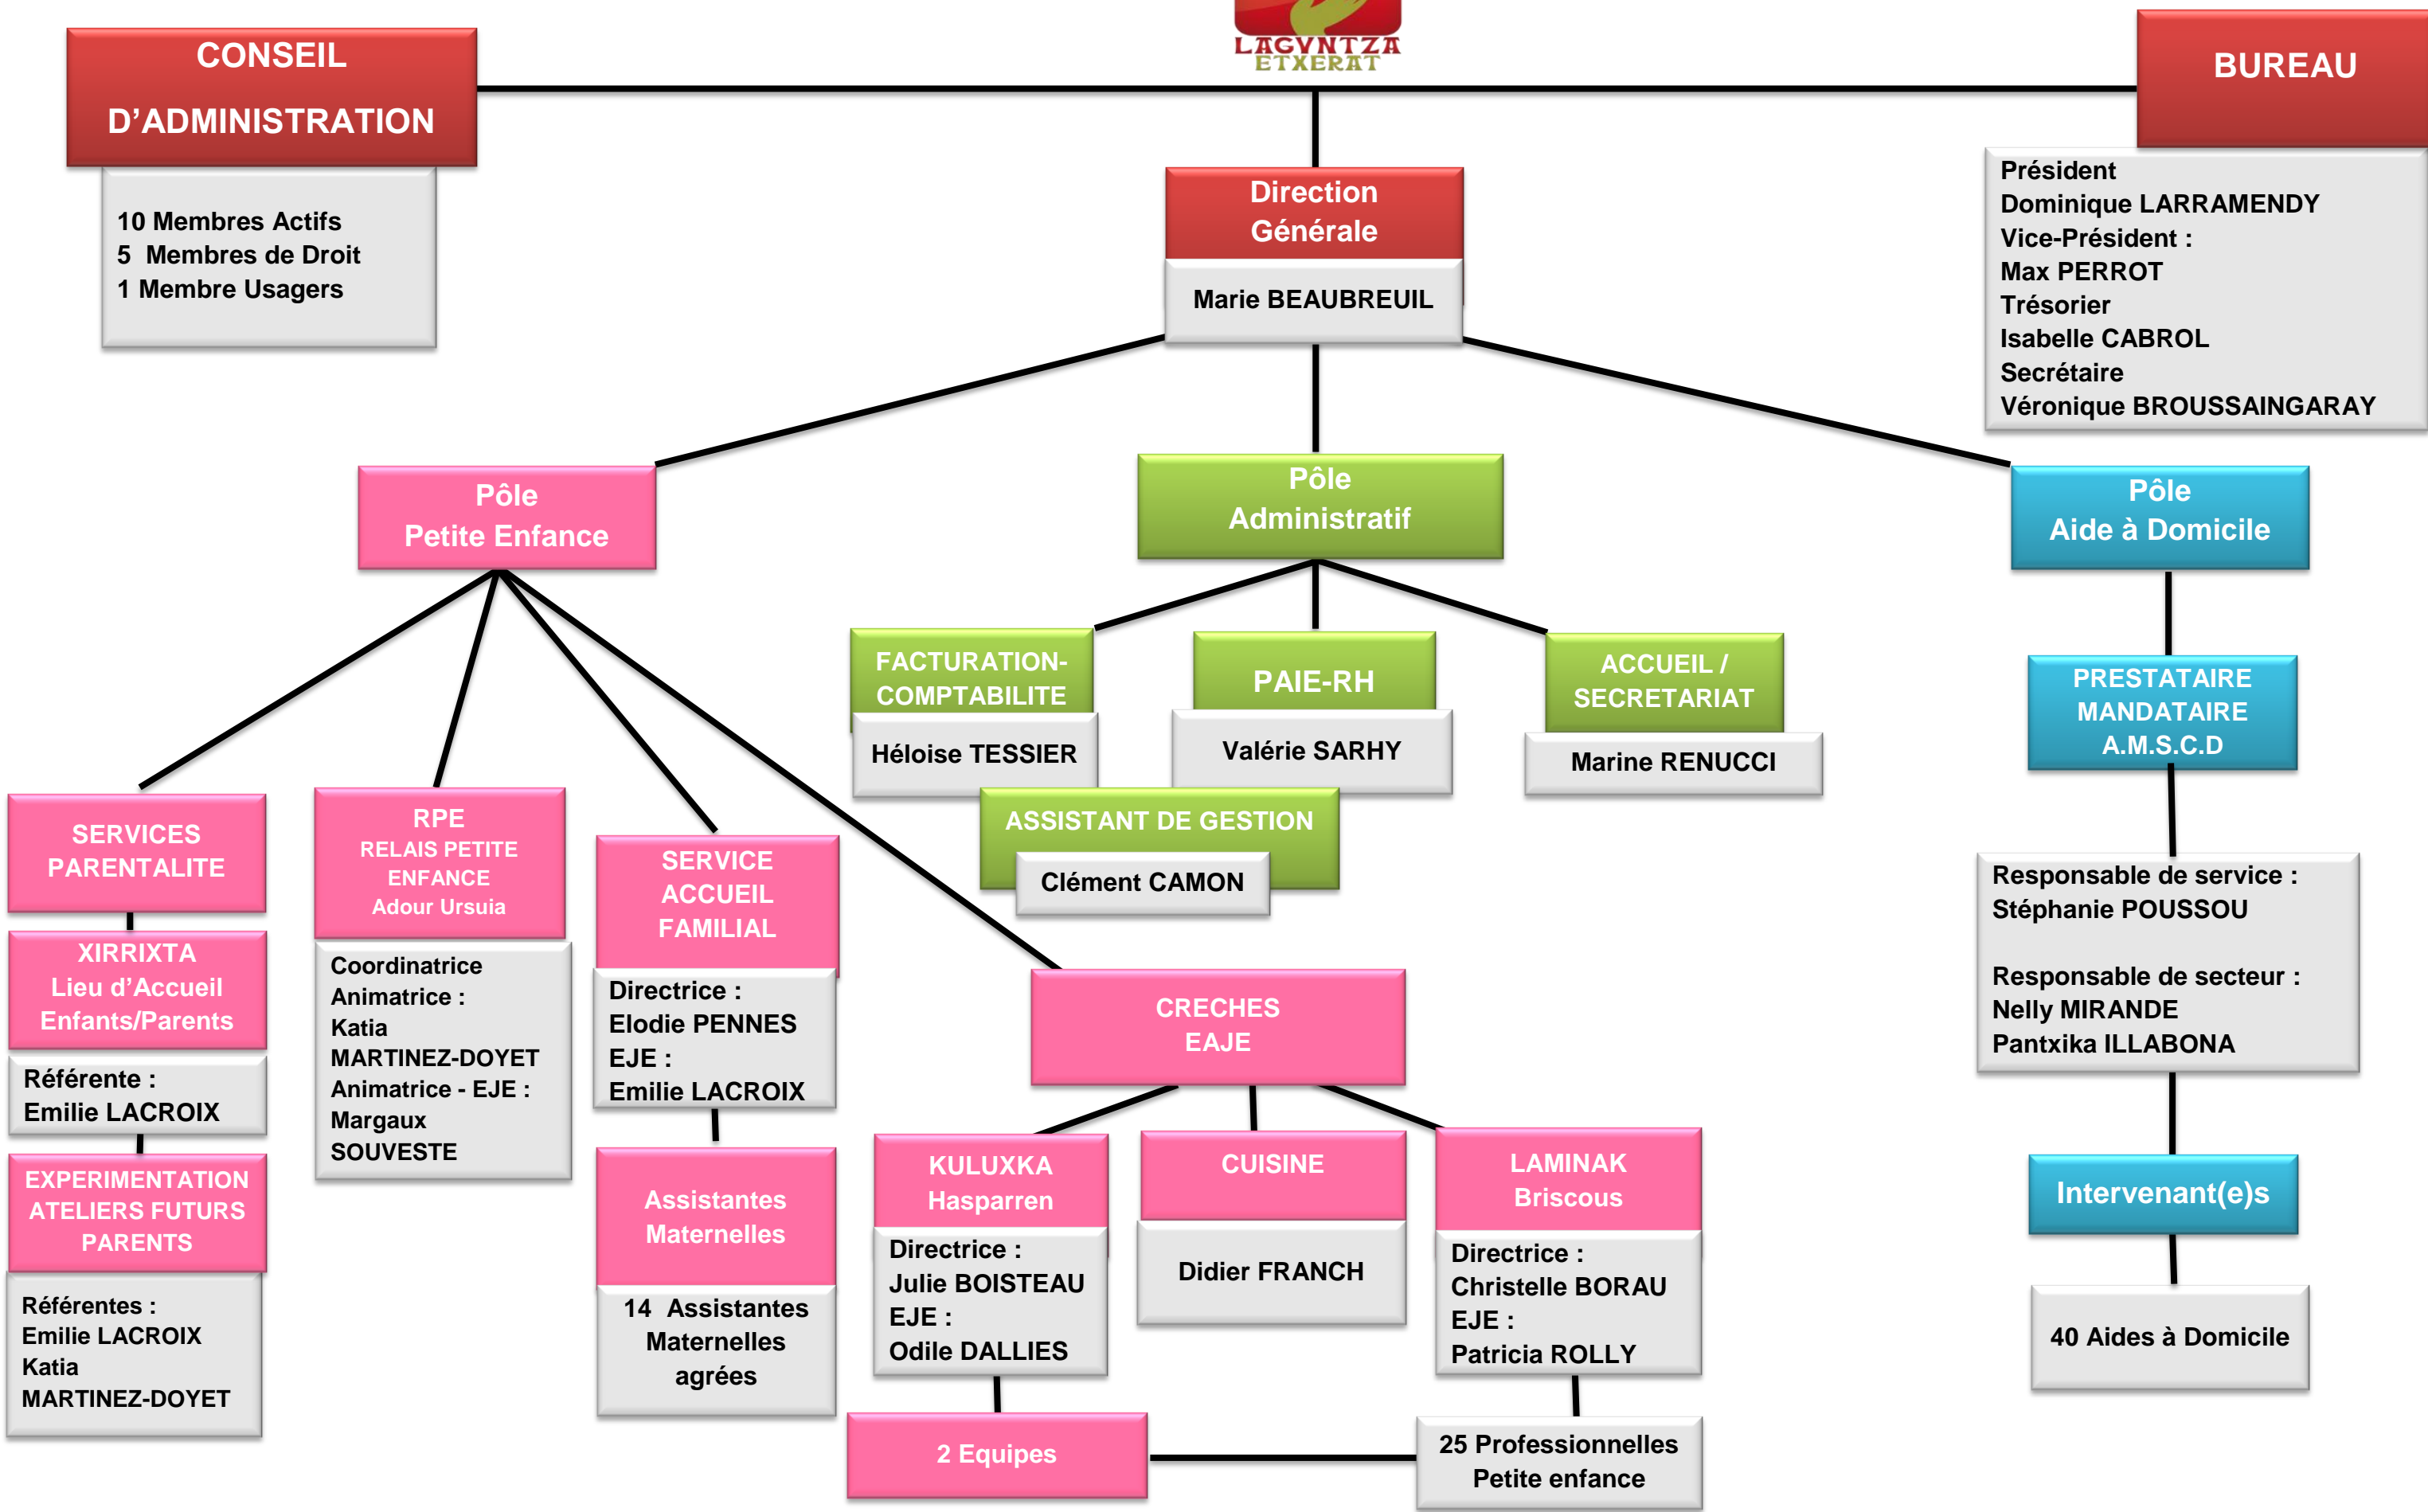 LAGVNTZA
ETXERAT
CONSEIL
D’ADMINISTRATION
10 Membres Actifs
5  Membres de Droit
1 Membre Usagers
BUREAU
Président
Dominique LARRAMENDY
Vice-Président :
Max PERROT
Trésorier
Isabelle CABROL
Secrétaire
Véronique BROUSSAINGARAY
Direction
Générale
Marie BEAUBREUIL
Pôle
Petite Enfance
Pôle
Administratif
Pôle
Aide à Domicile
FACTURATION-
COMPTABILITE
Héloise TESSIER
PAIE-RH
Valérie SARHY
ACCUEIL /
SECRETARIAT
Marine RENUCCI
ASSISTANT DE GESTION
Clément CAMON
PRESTATAIRE
MANDATAIRE
A.M.S.C.D
Responsable de service :
Stéphanie POUSSOU
Responsable de secteur :
Nelly MIRANDE
Pantxika ILLABONA
Intervenant(e)s
40 Aides à Domicile
SERVICES
PARENTALITE
XIRRIXTA
Lieu d’Accueil
Enfants/Parents
Référente :
Emilie LACROIX
EXPERIMENTATION
ATELIERS FUTURS
PARENTS
Référentes :
Emilie LACROIX
Katia
MARTINEZ-DOYET
RPE
RELAIS PETITE
ENFANCE
Adour Ursuia
Coordinatrice
Animatrice :
Katia
MARTINEZ-DOYET
Animatrice - EJE :
Margaux
SOUVESTE
SERVICE
ACCUEIL
FAMILIAL
Directrice :
Elodie PENNES
EJE :
Emilie LACROIX
Assistantes
Maternelles
14  Assistantes
Maternelles
agrées
CRECHES
EAJE
KULUXKA
Hasparren
Directrice :
Julie BOISTEAU
EJE :
Odile DALLIES
CUISINE
Didier FRANCH
LAMINAK
Briscous
Directrice :
Christelle BORAU
EJE :
Patricia ROLLY
2 Equipes
25 Professionnelles
Petite enfance